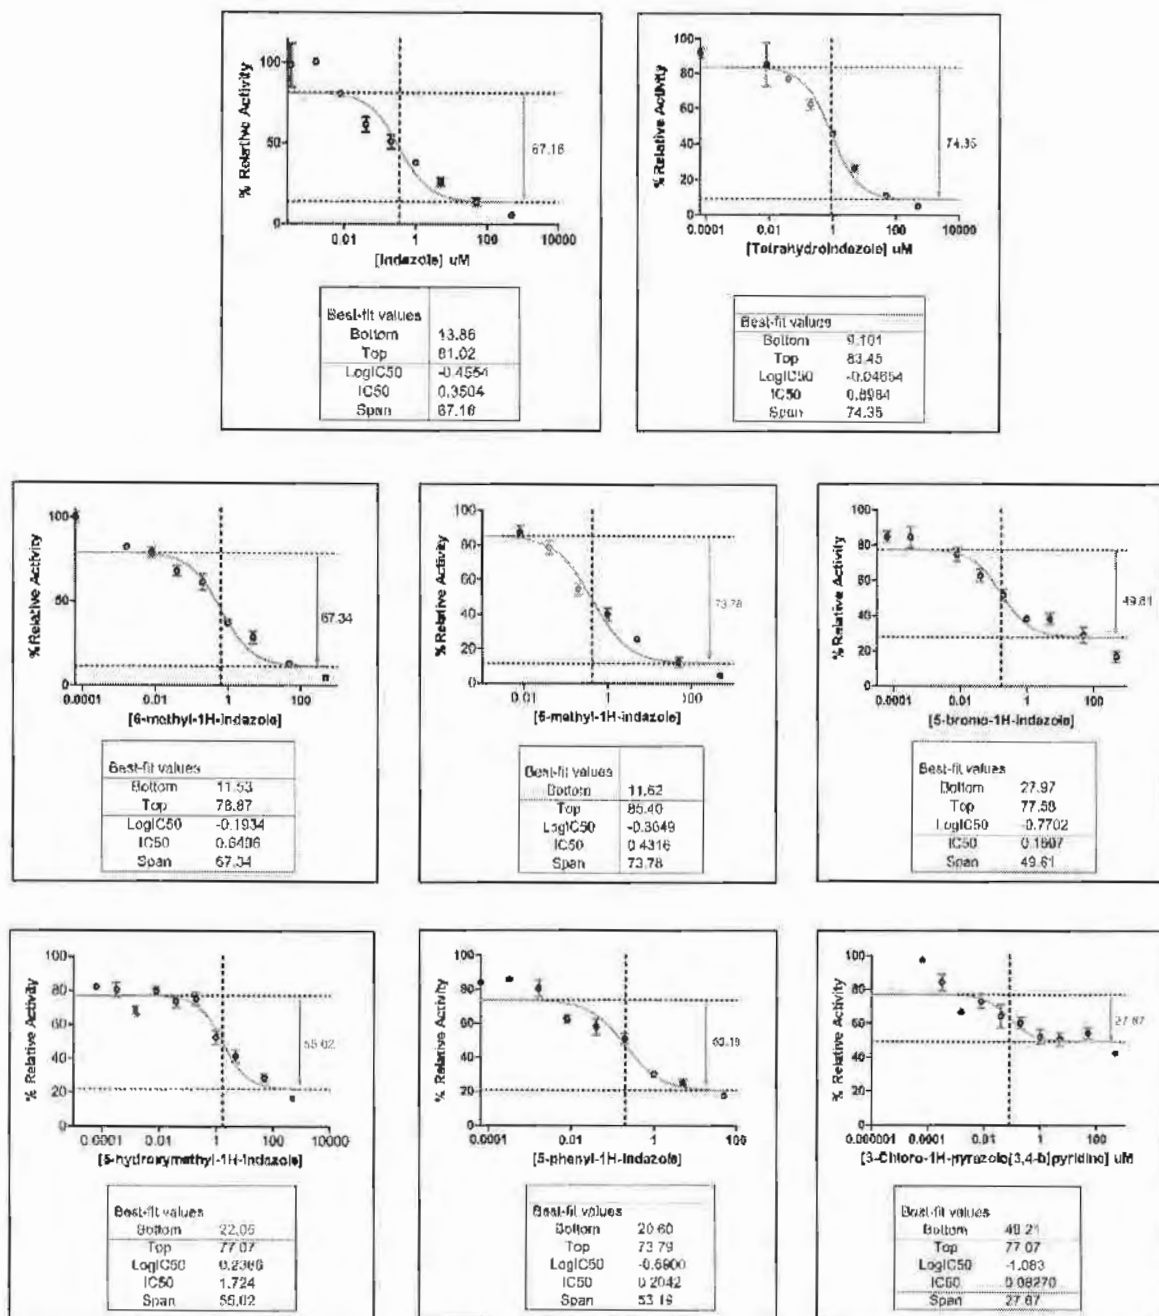 100
50
0
% Relative Activity
67.16
0.01 1 100 10000
[Indazole] uM
Best-fit values
Bottom 13.86
Top 81.02
LogIC50 -0.4554
IC50 0.3504
Span 67.16
100
80
60
40
20
0
% Relative Activity
74.35
0.0001 0.01 1 100 10000
[Tetrahydroindazole] uM
Best-fit values
Bottom 9.101
Top 83.45
LogIC50 -0.04654
IC50 0.8984
Span 74.35
100
50
0
% Relative Activity
67.34
0.0001 0.01 1 100
[6-methyl-1H-indazole]
Best-fit values
Bottom 11.53
Top 78.87
LogIC50 -0.1934
IC50
Span 67.34
100
80
60
40
20
0
% Relative Activity
73.78
0.01 1 100
[5-methyl-1H-indazole]
Best-fit values
Bottom 11.62
Top 85.40
LogIC50 -0.3649
IC50 0.4316
Span 73.78
100
80
60
40
20
0
% Relative Activity
49.61
0.0001 0.01 1 100
[5-bromo-1H-indazole]
Best-fit values
Bottom 27.97
Top 77.58
LogIC50 -0.7702
IC50
Span 49.61
100
80
60
40
20
0
% Relative Activity
55.02
0.0001 0.01 1 100 10000
[5-hydroxymethyl-1H-Indazole]
Best-fit values
Bottom 22.05
Top 77.07
LogIC50
IC50 1.724
Span 55.02
100
80
60
40
20
0
% Relative Activity
53.19
0.0001 0.01 1 100
[5-phenyl-1H-indazole]
Best-fit values
Bottom 20.60
Top 73.79
LogIC50 -0.6900
IC50 0.2042
Span 53.19
100
80
60
40
20
0
% Relative Activity
0.000001 0.0001 0.01 1 100
[3-Chloro-1H-pyrazolo[3,4-b]pyridine] uM
Best-fit values
Bottom
Top 77.07
LogIC50 -1.083
IC50 0.08270
Span